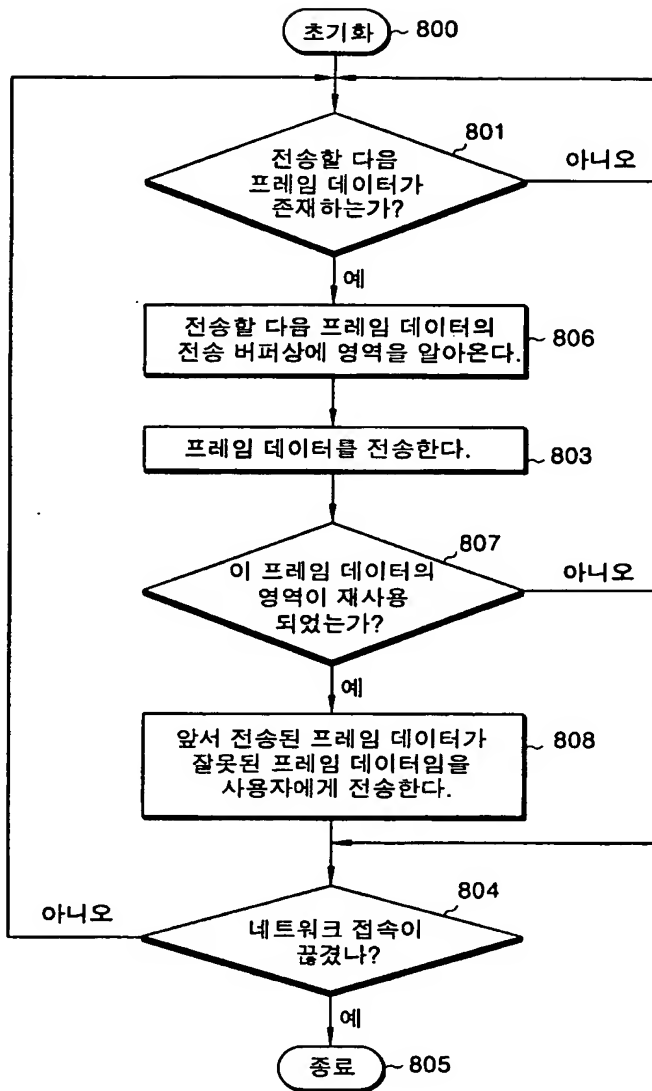 초기화
800
801
전송할 다음
프레임 데이터가
존재하는가?
아니오
예
전송할 다음 프레임 데이터의
전송 버퍼상에 영역을 알아온다.
806
프레임 데이터를 전송한다.
803
807
이 프레임 데이터의
영역이 재사용
되었는가?
아니오
예
앞서 전송된 프레임 데이터가
잘못된 프레임 데이터임을
사용자에게 전송한다.
808
804
아니오
네트워크 접속이
끊겼나?
예
종료
805